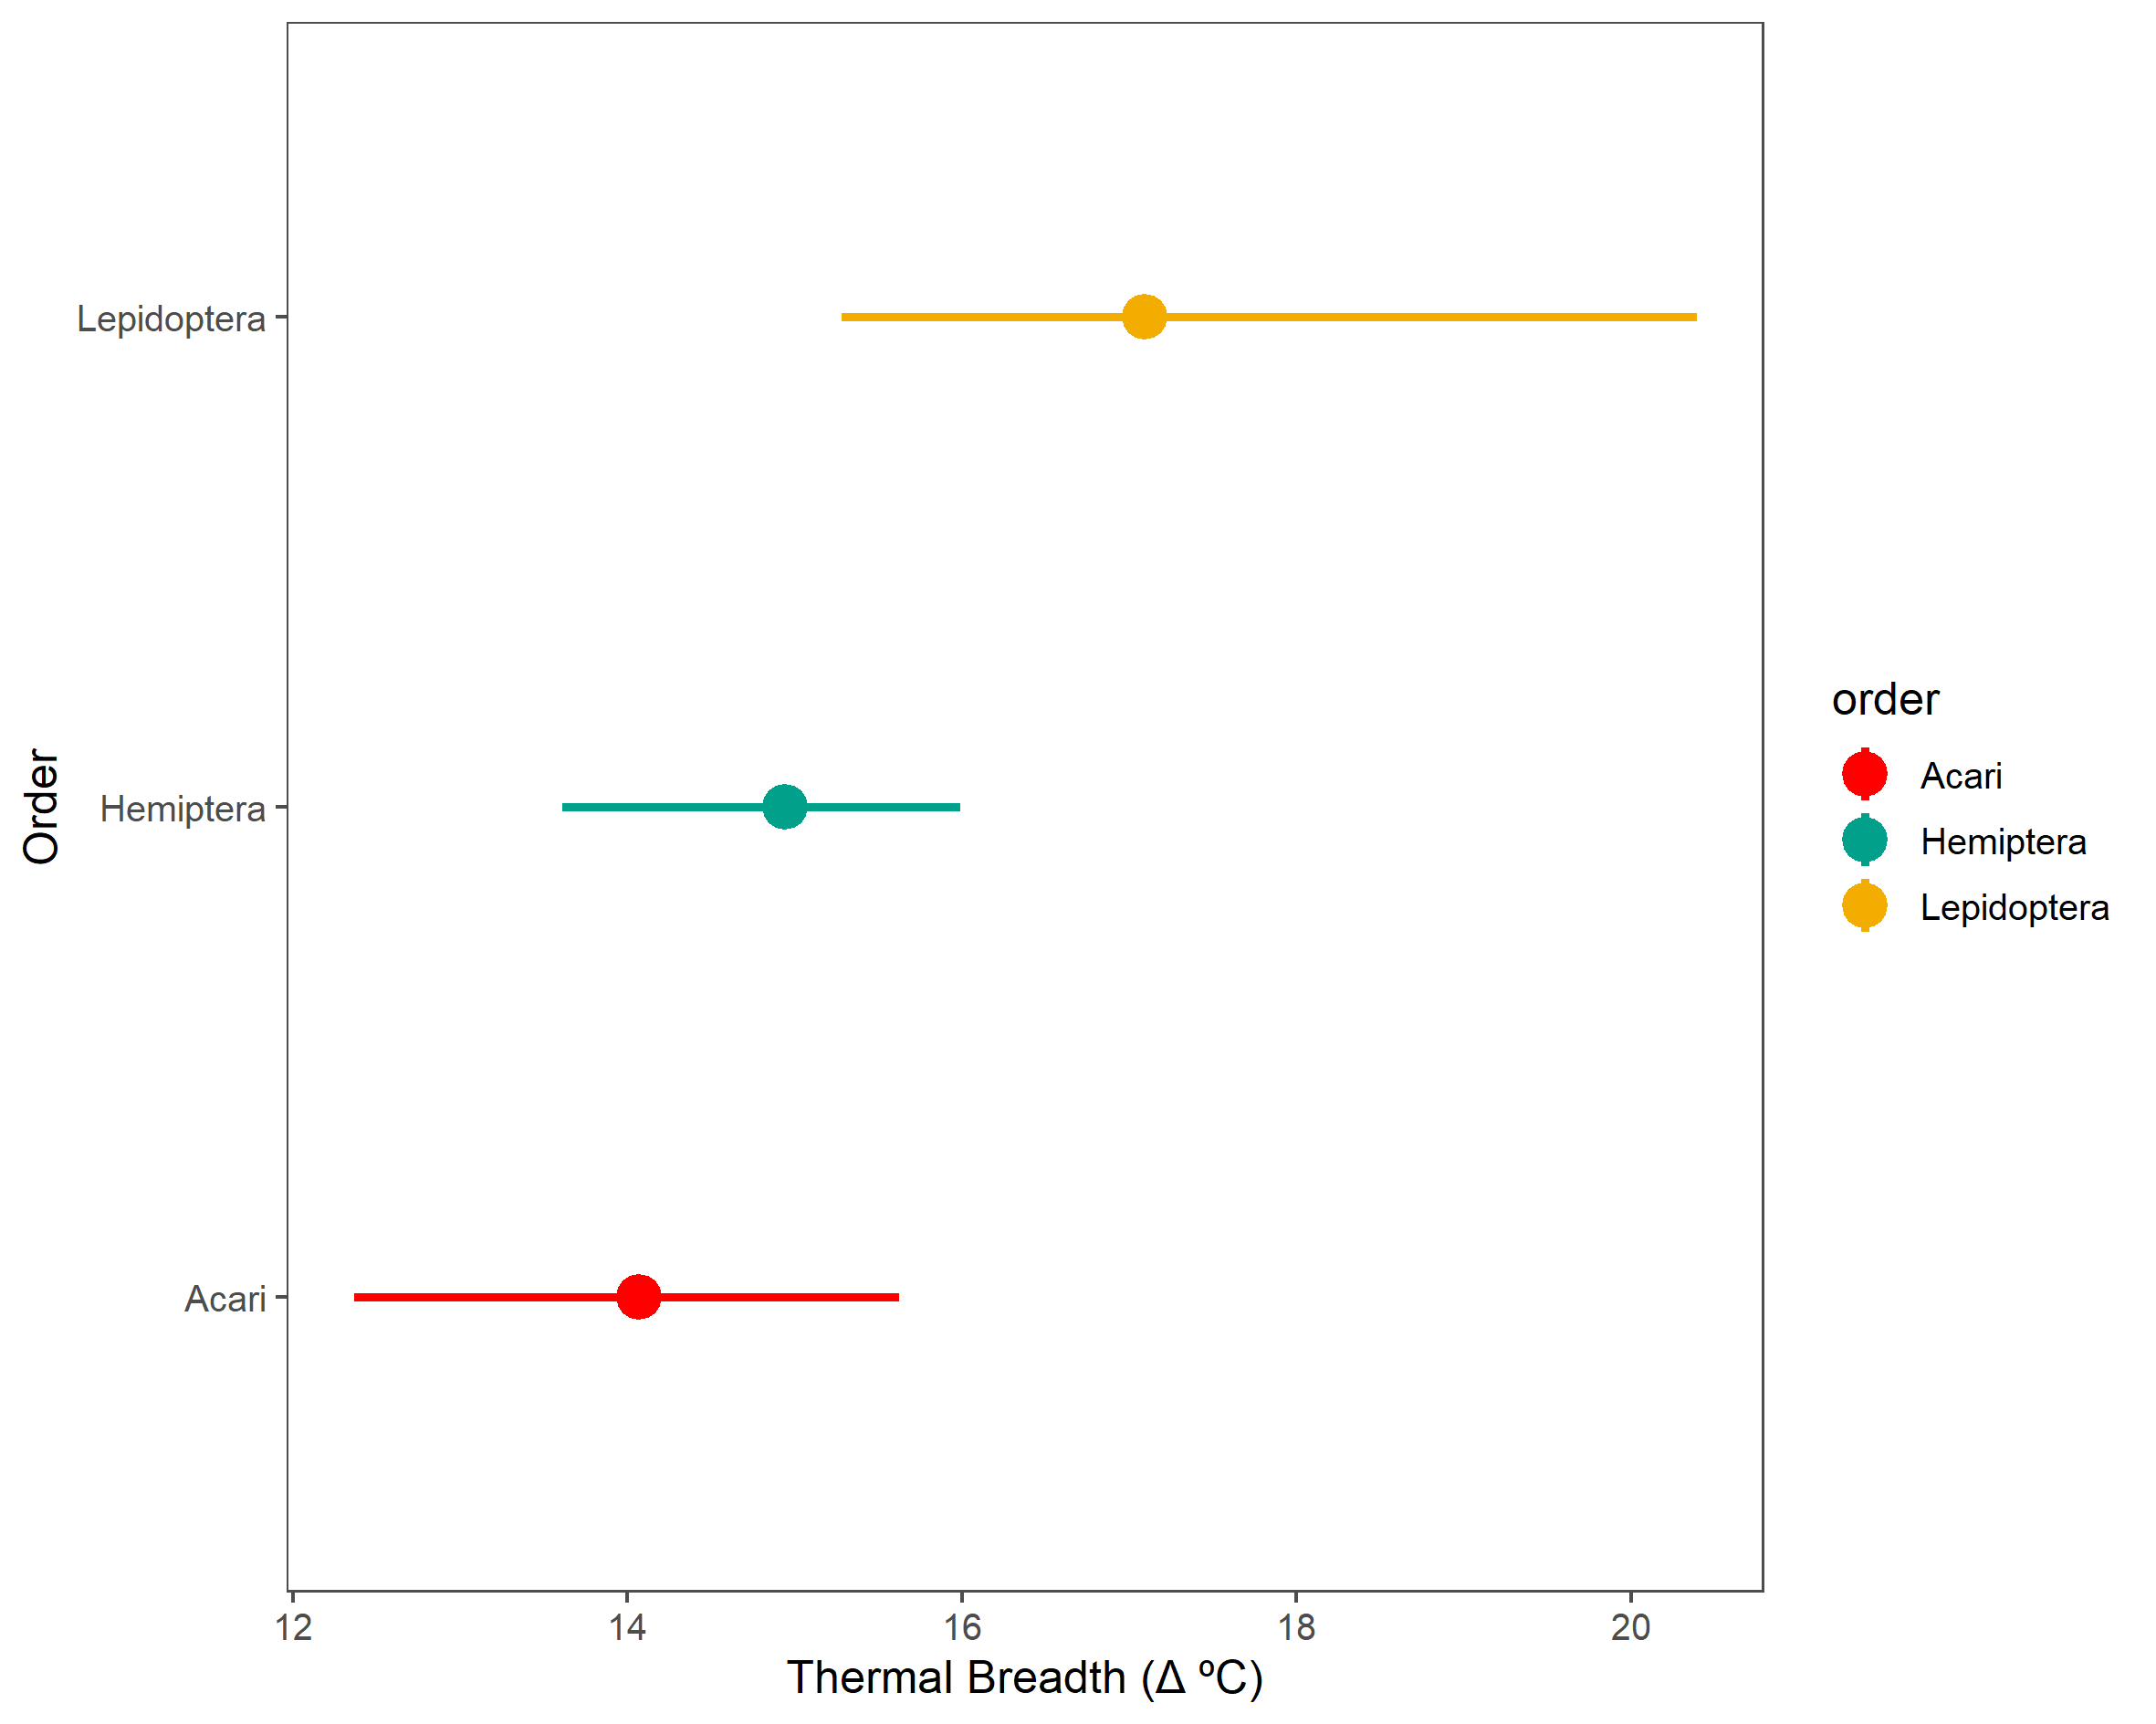 Lepidoptera
Hemiptera
Acari
Order
12 14 16 18 20
Thermal Breadth (Δ ºC)
order
Acari
Hemiptera
Lepidoptera